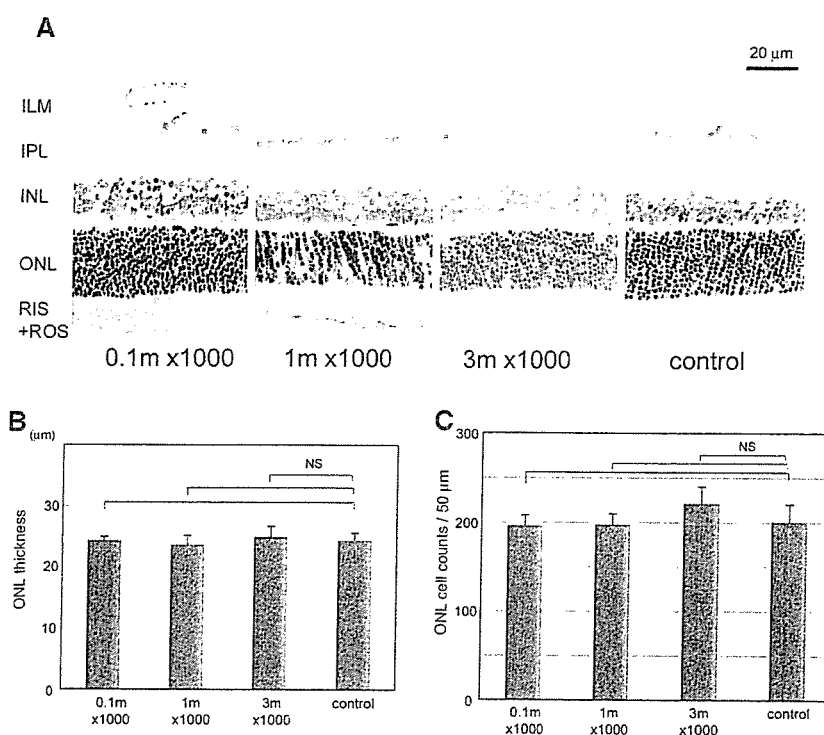 A
20 µm
ILM
IPL
INL
ONL
RIS
+ROS
0.1m x1000
1m x1000
3m x1000
control
B
(µm)
ONL thickness
30
20
10
0
NS
0.1m
x1000
1m
x1000
3m
x1000
control
C
ONL cell counts / 50 µm
300
200
100
0
NS
0.1m
x1000
1m
x1000
3m
x1000
control